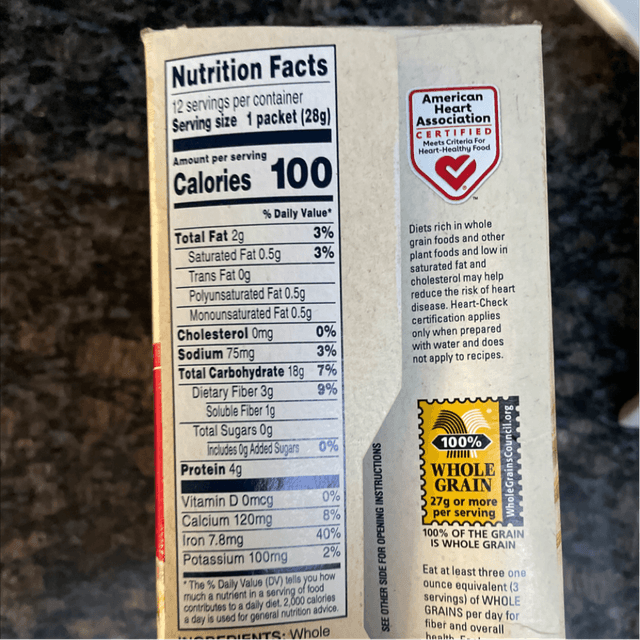 Nutrition Facts
12 servings per container
Serving size 1 packet (28g)
Amount per serving
Calories 100
% Daily Value*
Total Fat 2g 3%
Saturated Fat 0.5g 3%
Trans Fat 0g
Polyunsaturated Fat 0.5g
Monounsaturated Fat 0.5g
Cholesterol 0mg 0%
Sodium 75mg 3%
Total Carbohydrate 18g 7%
Dietary Fiber 3g 9%
Soluble Fiber 1g
Total Sugars 0g
Includes 0g Added Sugars 0%
Protein 4g
Vitamin D 0mcg 0%
Calcium 120mg 8%
Iron 7.8mg 40%
Potassium 100mg 2%
* The % Daily Value (DV) tells you how
much a nutrient in a serving of food
contributes to a daily diet. 2,000 calories
a day is used for general nutrition advice.
INGREDIENTS: Whole
SEE OTHER SIDE FOR OPENING INSTRUCTIONS
American
Heart
Association
CERTIFIED
Meets Criteria For
Heart-Healthy Food
®
TM
Diets rich in whole
grain foods and other
plant foods and low in
saturated fat and
cholesterol may help
reduce the risk of heart
disease. Heart-Check
certification applies
only when prepared
with water and does
not apply to recipes.
100%
WHOLE
GRAIN
27g or more
per serving
WholeGrainsCouncil.org
100% OF THE GRAIN
IS WHOLE GRAIN
Eat at least three one
ounce equivalent (3
servings) of WHOLE
GRAINS per day for
fiber and overall